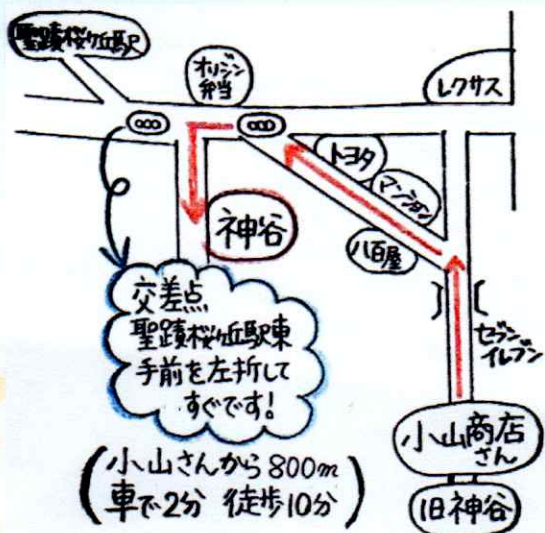 聖蹟桜ヶ丘駅
オリジン
弁当
レクサス
トヨタ
マンション
八百屋
神谷
交差点
聖蹟桜ヶ丘駅東
手前を左折して
すぐです!
セブン
イレブン
小山商店
さん
旧神谷
(小山さんから800m
車で2分 徒歩10分)